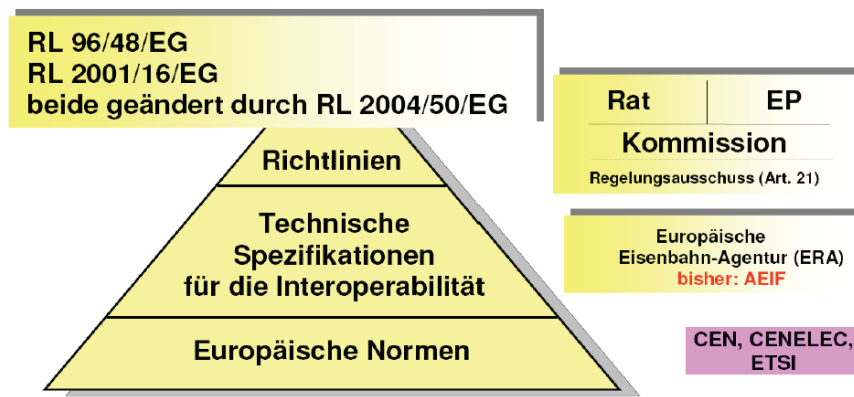 RL 96/48/EG
RL 2001/16/EG
beide geändert durch RL 2004/50/EG
Richtlinien
Technische
Spezifikationen
für die Interoperabilität
Europäische Normen
Rat
EP
Kommission
Regelungsausschuss (Art. 21)
Europäische
Eisenbahn-Agentur (ERA)
bisher: AEIF
CEN, CENELEC,
ETSI